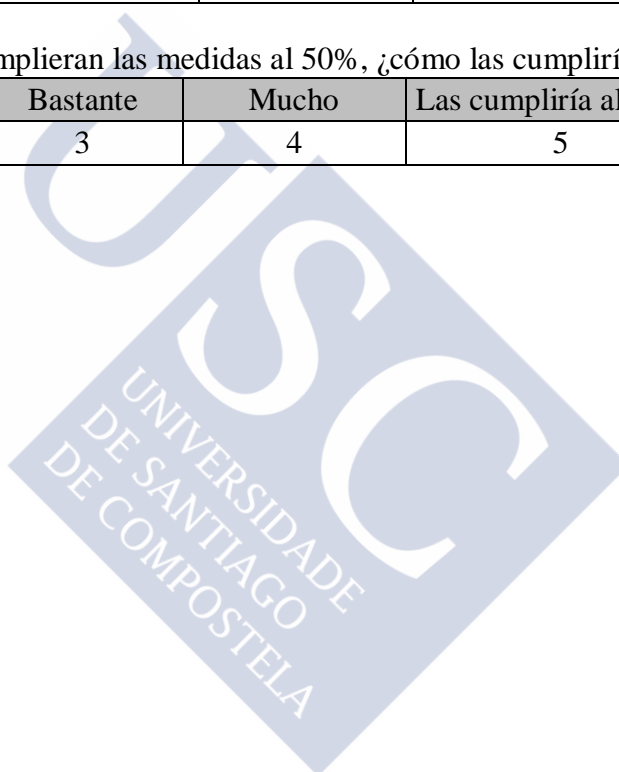 mplieran las medidas al 50%, ¿cómo las cumplirí
Bastante Mucho Las cumpliría al
3 4 5
USC
UNIVERSIDADE
DE SANTIAGO
DE COMPOSTELA